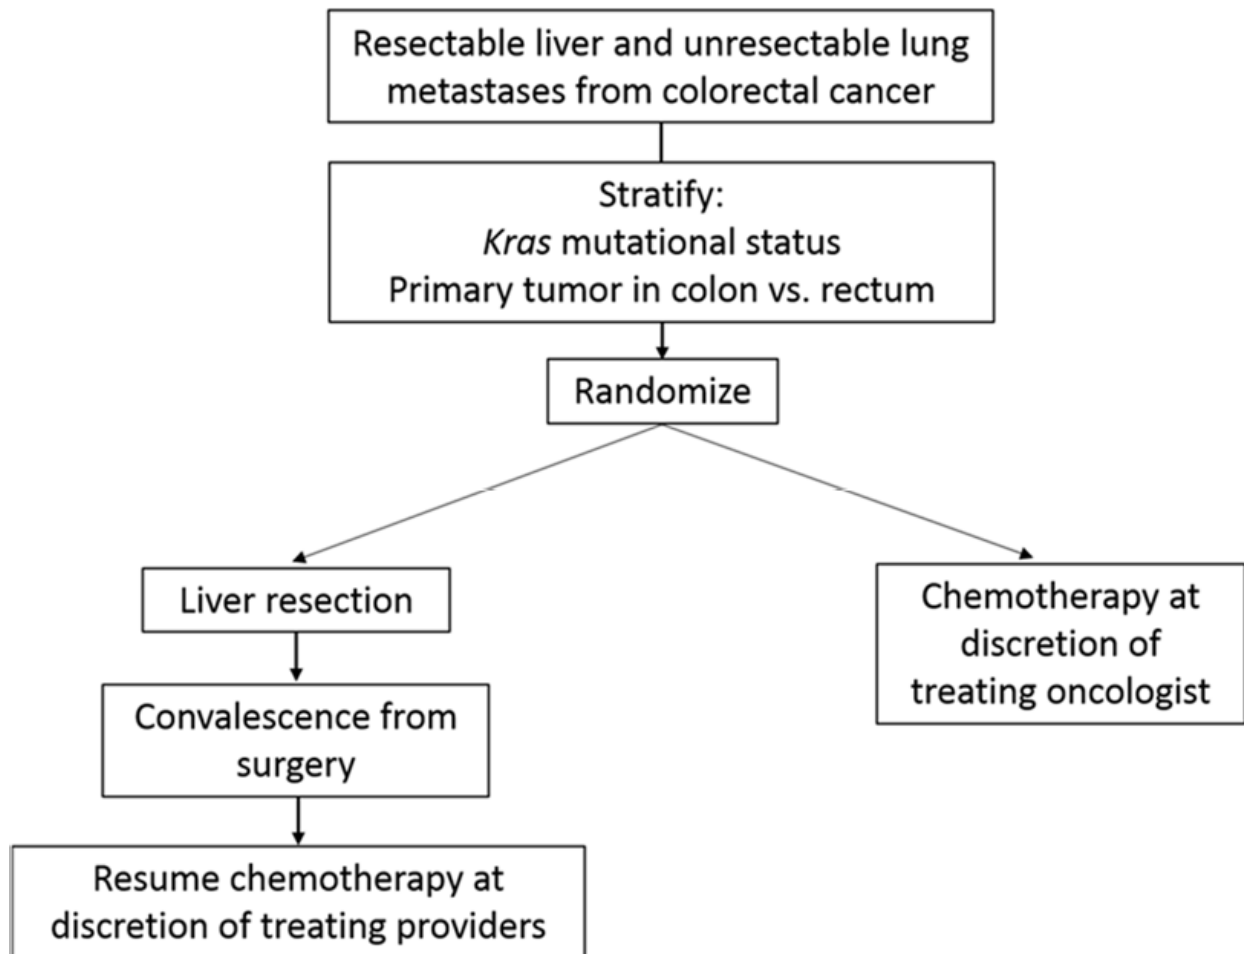 Resectable liver and unresectable lung
metastases from colorectal cancer
Stratify:
Kras mutational status
Primary tumor in colon vs. rectum
Randomize
Liver resection
Convalescence from
surgery
Resume chemotherapy at
discretion of treating providers
Chemotherapy at
discretion of
treating oncologist